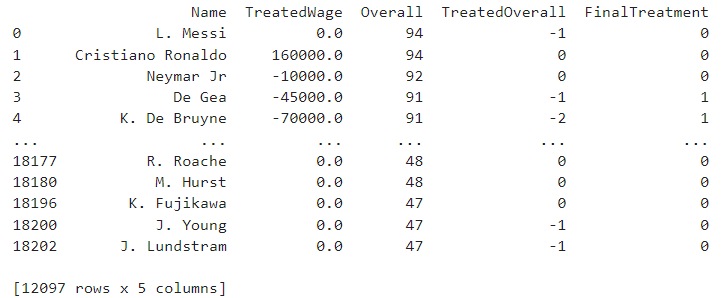 Name TreatedWage Overall TreatedOverall FinalTreatment
0 L. Messi 0.0 94 -1 0
1 Cristiano Ronaldo 160000.0 94 0 0
2 Neymar Jr -10000.0 92 0 0
3 De Gea -45000.0 91 -1 1
4 K. De Bruyne -70000.0 91 -2 1
... ... ... ... ... ...
18177 R. Roache 0.0 48 0 0
18180 M. Hurst 0.0 48 0 0
18196 K. Fujikawa 0.0 47 0 0
18200 J. Young 0.0 47 -1 0
18202 J. Lundstram 0.0 47 -1 0
[12097 rows x 5 columns]